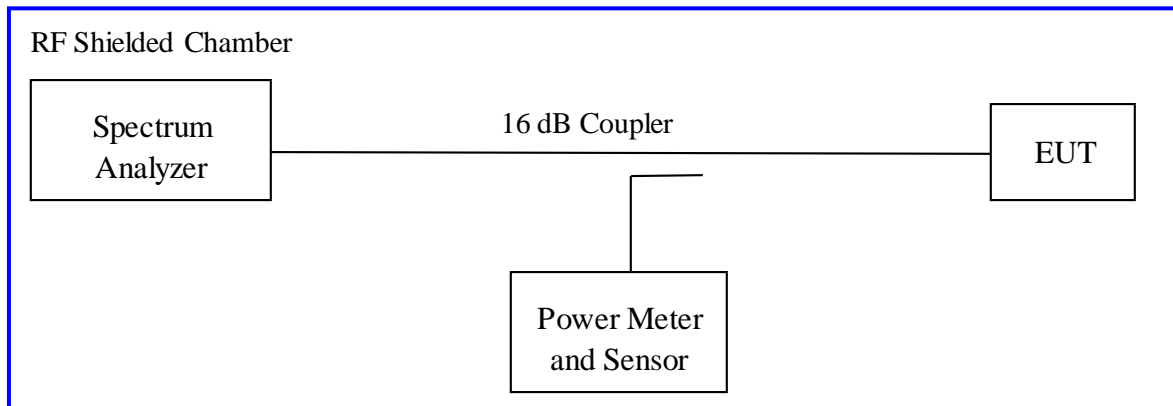 RF Shielded Chamber
Spectrum
Analyzer
16 dB Coupler
EUT
Power Meter
and Sensor